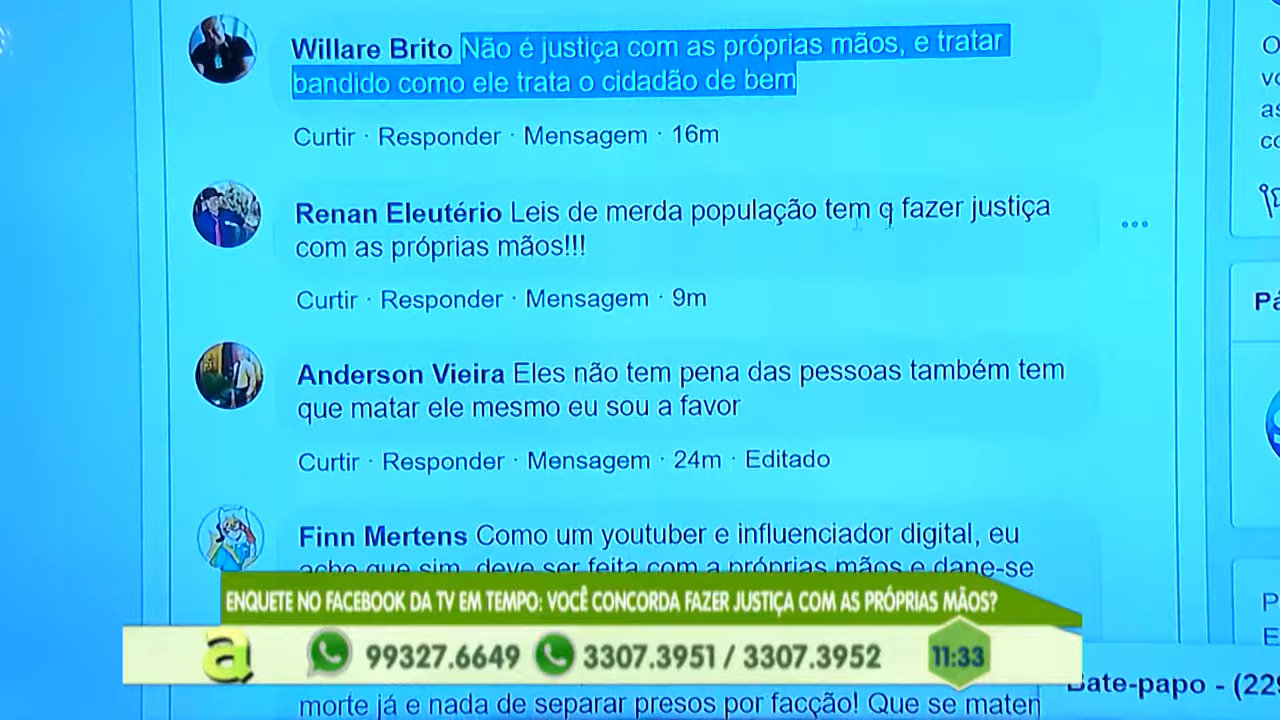 Willare Brito Não é justiça com as próprias mãos, e tratar
bandido como ele trata o cidadão de bem
Curtir · Responder · Mensagem · 16m
Renan Eleutério Leis de merda população tem q fazer justiça
com as próprias mãos!!!
Curtir · Responder · Mensagem · 9m
Anderson Vieira Eles não tem pena das pessoas também tem
que matar ele mesmo eu sou a favor
Curtir · Responder · Mensagem · 24m · Editado
Finn Mertens Como um youtuber e influenciador digital, eu
acho que sim, deve ser feita com a próprias mãos e dane-se
ENQUETE NO FACEBOOK DA TV EM TEMPO: VOCÊ CONCORDA FAZER JUSTIÇA COM AS PRÓPRIAS MÃOS?
a 99327.6649 3307.3951 / 3307.3952 11:33
Bate-papo - (229
morte já e nada de separar presos por facção! Que se maten